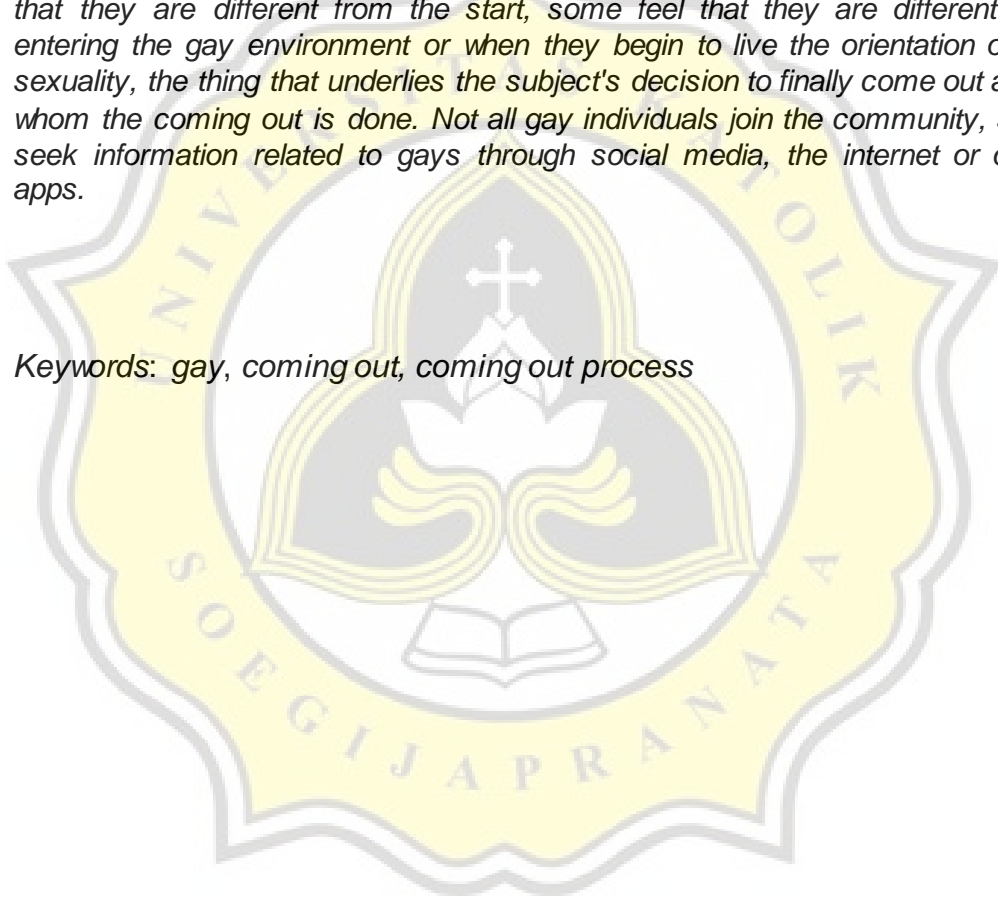 that they are different from the start, some feel that they are different
entering the gay environment or when they begin to live the orientation
sexuality, the thing that underlies the subject's decision to finally come out
whom the coming out is done. Not all gay individuals join the community,
seek information related to gays through social media, the internet or
apps.
Keywords: gay, coming out, coming out process
UNIVERSITAS KATOLIK
SOEGIJAPRANATA